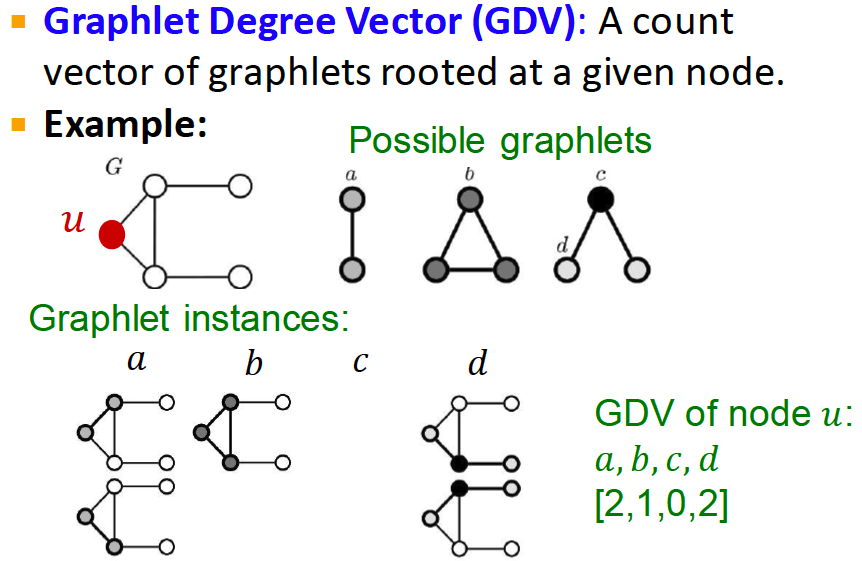 Graphlet Degree Vector (GDV): A count
vector of graphlets rooted at a given node.
Example:
Possible graphlets
G
a
b
c
u
d
Graphlet instances:
a
b
c
d
GDV of node u:
a, b, c, d
[2,1,0,2]